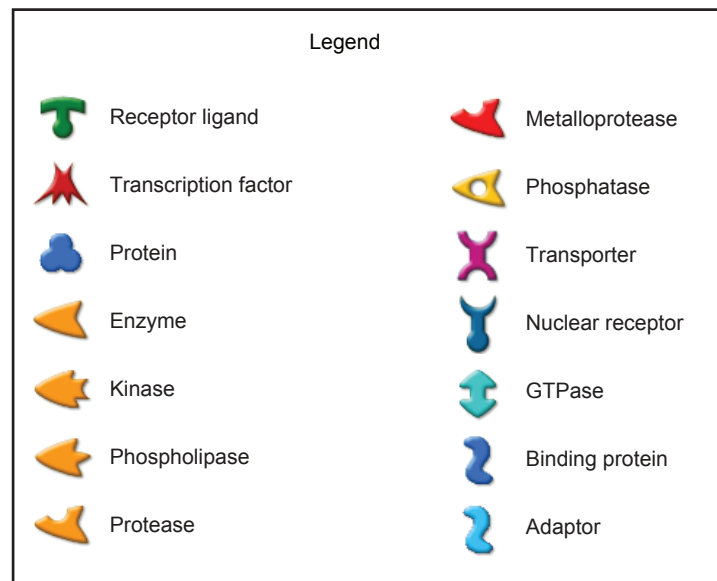 Legend
Receptor ligand
Transcription factor
Protein
Enzyme
Kinase
Phospholipase
Protease
Metalloprotease
Phosphatase
Transporter
Nuclear receptor
GTPase
Binding protein
Adaptor